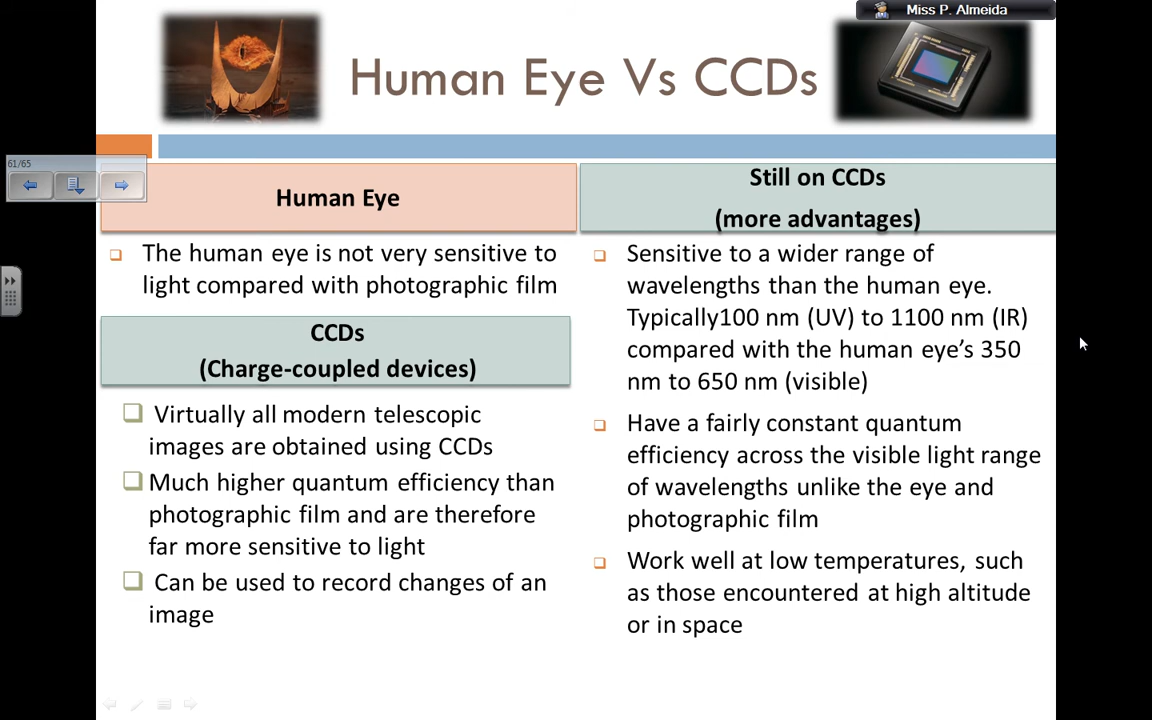 Miss P. Almeida
Human Eye Vs CCDs
61/65
Human Eye
The human eye is not very sensitive to
light compared with photographic film
CCDs
(Charge-coupled devices)
Virtually all modern telescopic
images are obtained using CCDs
Much higher quantum efficiency than
photographic film and are therefore
far more sensitive to light
Can be used to record changes of an
image
Still on CCDs
(more advantages)
Sensitive to a wider range of
wavelengths than the human eye.
Typically100 nm (UV) to 1100 nm (IR)
compared with the human eye’s 350
nm to 650 nm (visible)
Have a fairly constant quantum
efficiency across the visible light range
of wavelengths unlike the eye and
photographic film
Work well at low temperatures, such
as those encountered at high altitude
or in space